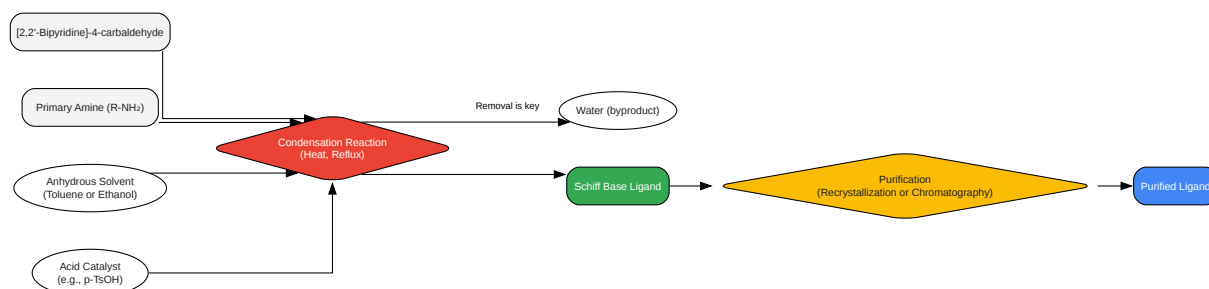 [2,2'-Bipyridine]-4-carbaldehyde
Primary Amine (R-NH₂)
Anhydrous Solvent
(Toluene or Ethanol)
Acid Catalyst
(e.g., p-TsOH)
Condensation Reaction
(Heat, Reflux)
Removal is key
Water (byproduct)
Schiff Base Ligand
Purification
(Recrystallization or Chromatography)
Purified Ligand